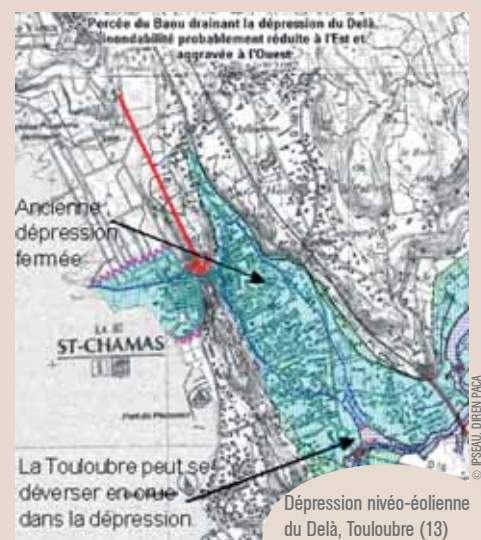 Percée du Baou drainant la dépression du Delà.
Inondabilité probablement réduite à l'Est et
aggravée à l'Ouest
Ancienne
dépression
fermée
ST-CHAMAS
La Touloubre peut se
déverser en crue
dans la dépression.
Dépression nivéo-éolienne
du Delà, Touloubre (13)
© IPSEAU, DIREN PACA